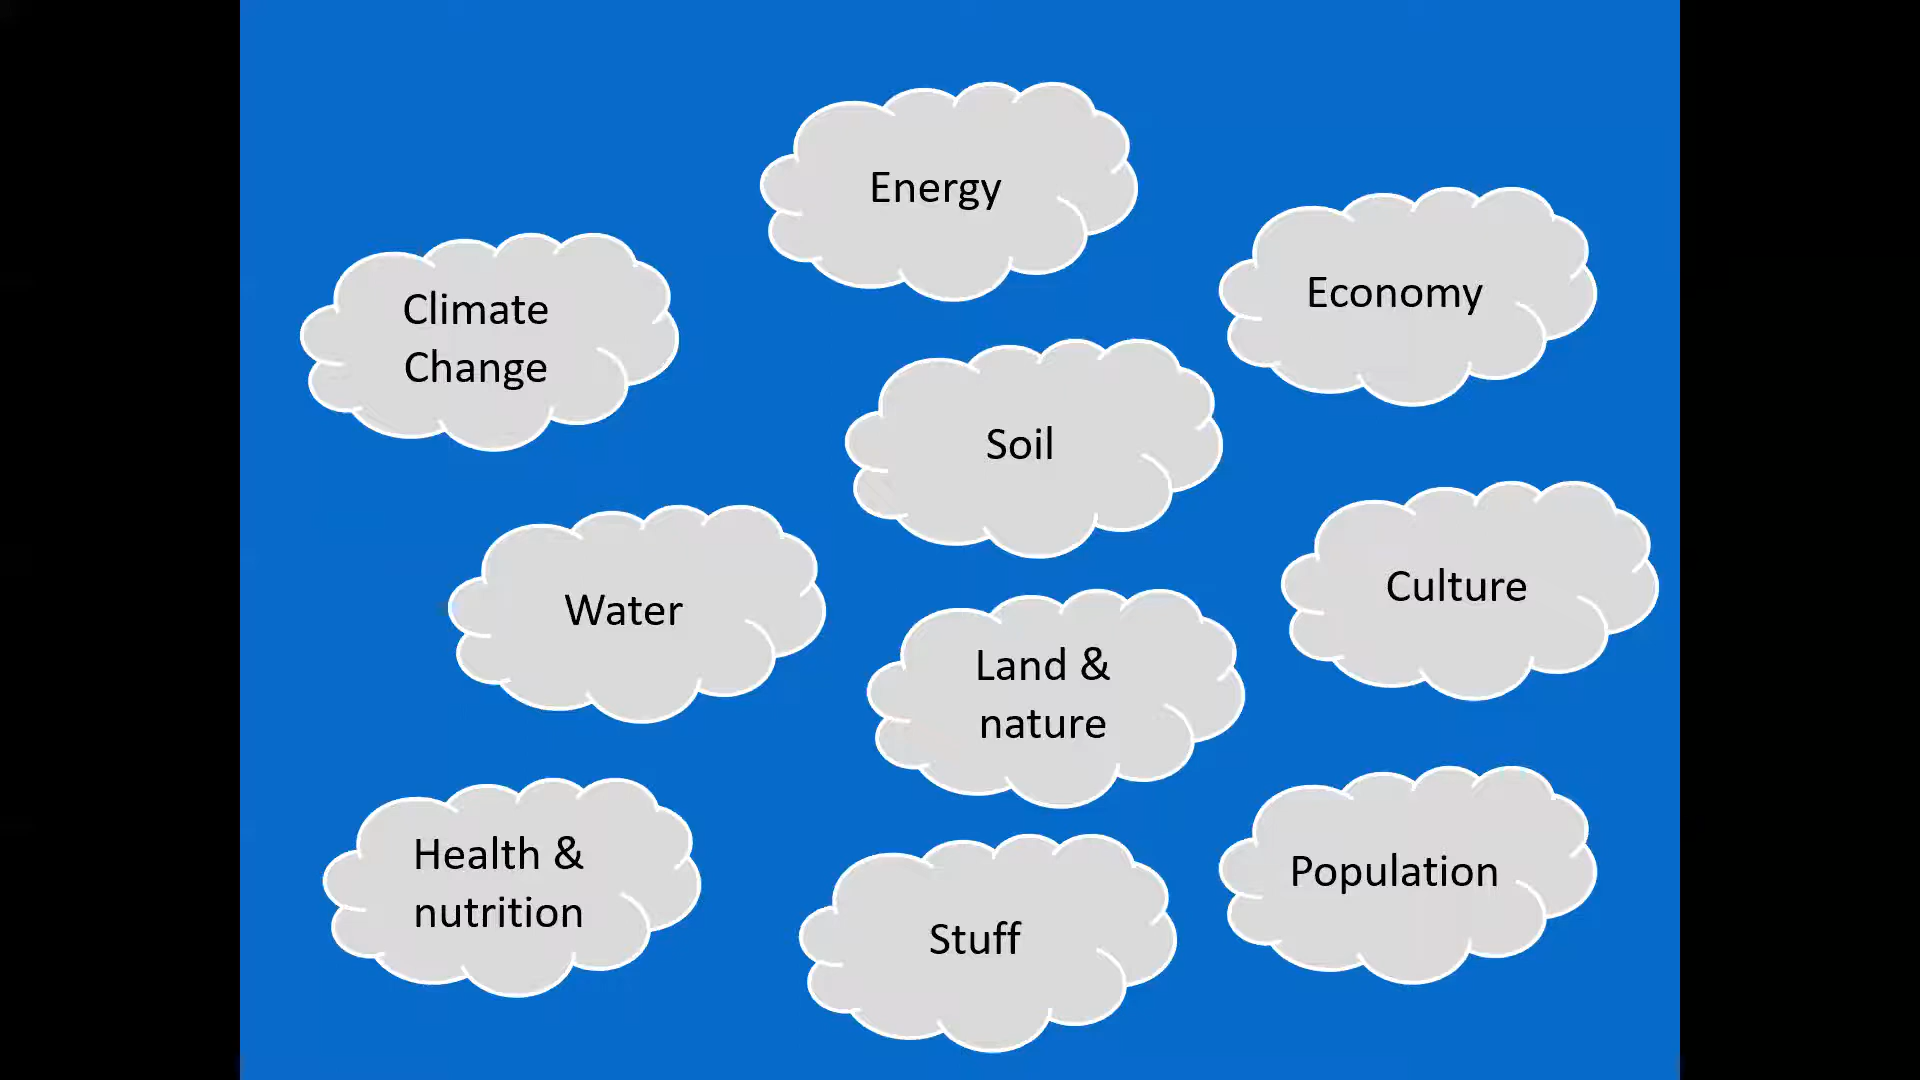 Energy
Economy
Climate
Change
Soil
Culture
Water
Land &
nature
Health &
nutrition
Population
Stuff